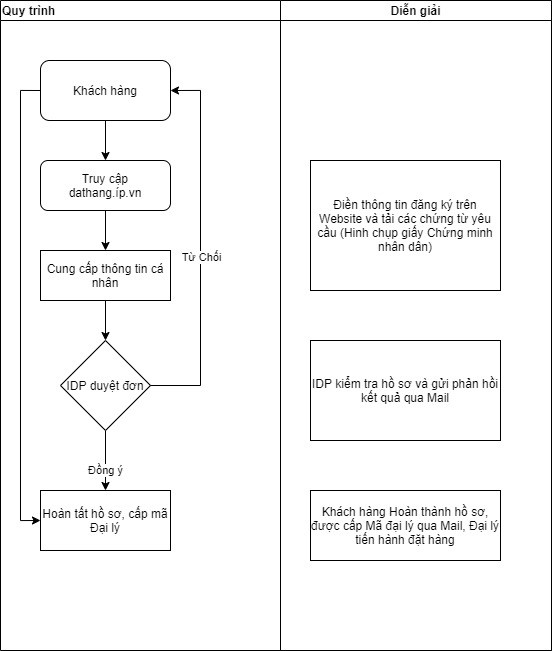 Quy trình
Diễn giải
Khách hàng
Truy cập
dathang.íp.vn
Điền thông tin đăng ký trên
Website và tải các chứng từ yêu
cầu (Hình chụp giấy Chứng minh
nhân dân)
Cung cấp thông tin cá
nhân
Từ Chối
IDP duyệt đơn
IDP kiểm tra hồ sơ và gửi phản hồi
kết quả qua Mail
Đồng ý
Hoàn tất hồ sơ, cấp mã
Đại lý
Khách hàng Hoàn thành hồ sơ,
được cấp Mã đại lý qua Mail, Đại lý
tiến hành đặt hàng